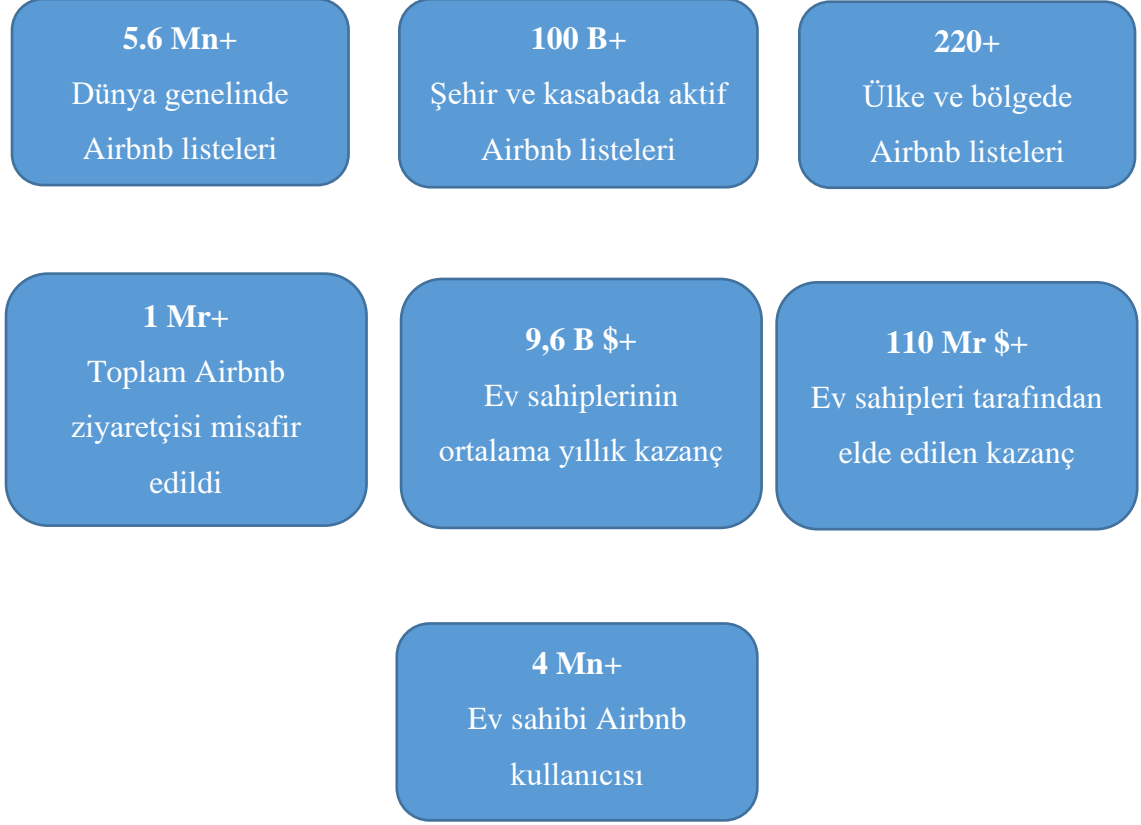 5.6 Mn+
Dünya genelinde
Airbnb listeleri
100 B+
Şehir ve kasabada aktif
Airbnb listeleri
220+
Ülke ve bölgede
Airbnb listeleri
1 Mr+
Toplam Airbnb
ziyaretçisi misafir
edildi
9,6 B $+
Ev sahiplerinin
ortalama yıllık kazanç
110 Mr $+
Ev sahipleri tarafından
elde edilen kazanç
4 Mn+
Ev sahibi Airbnb
kullanıcısı